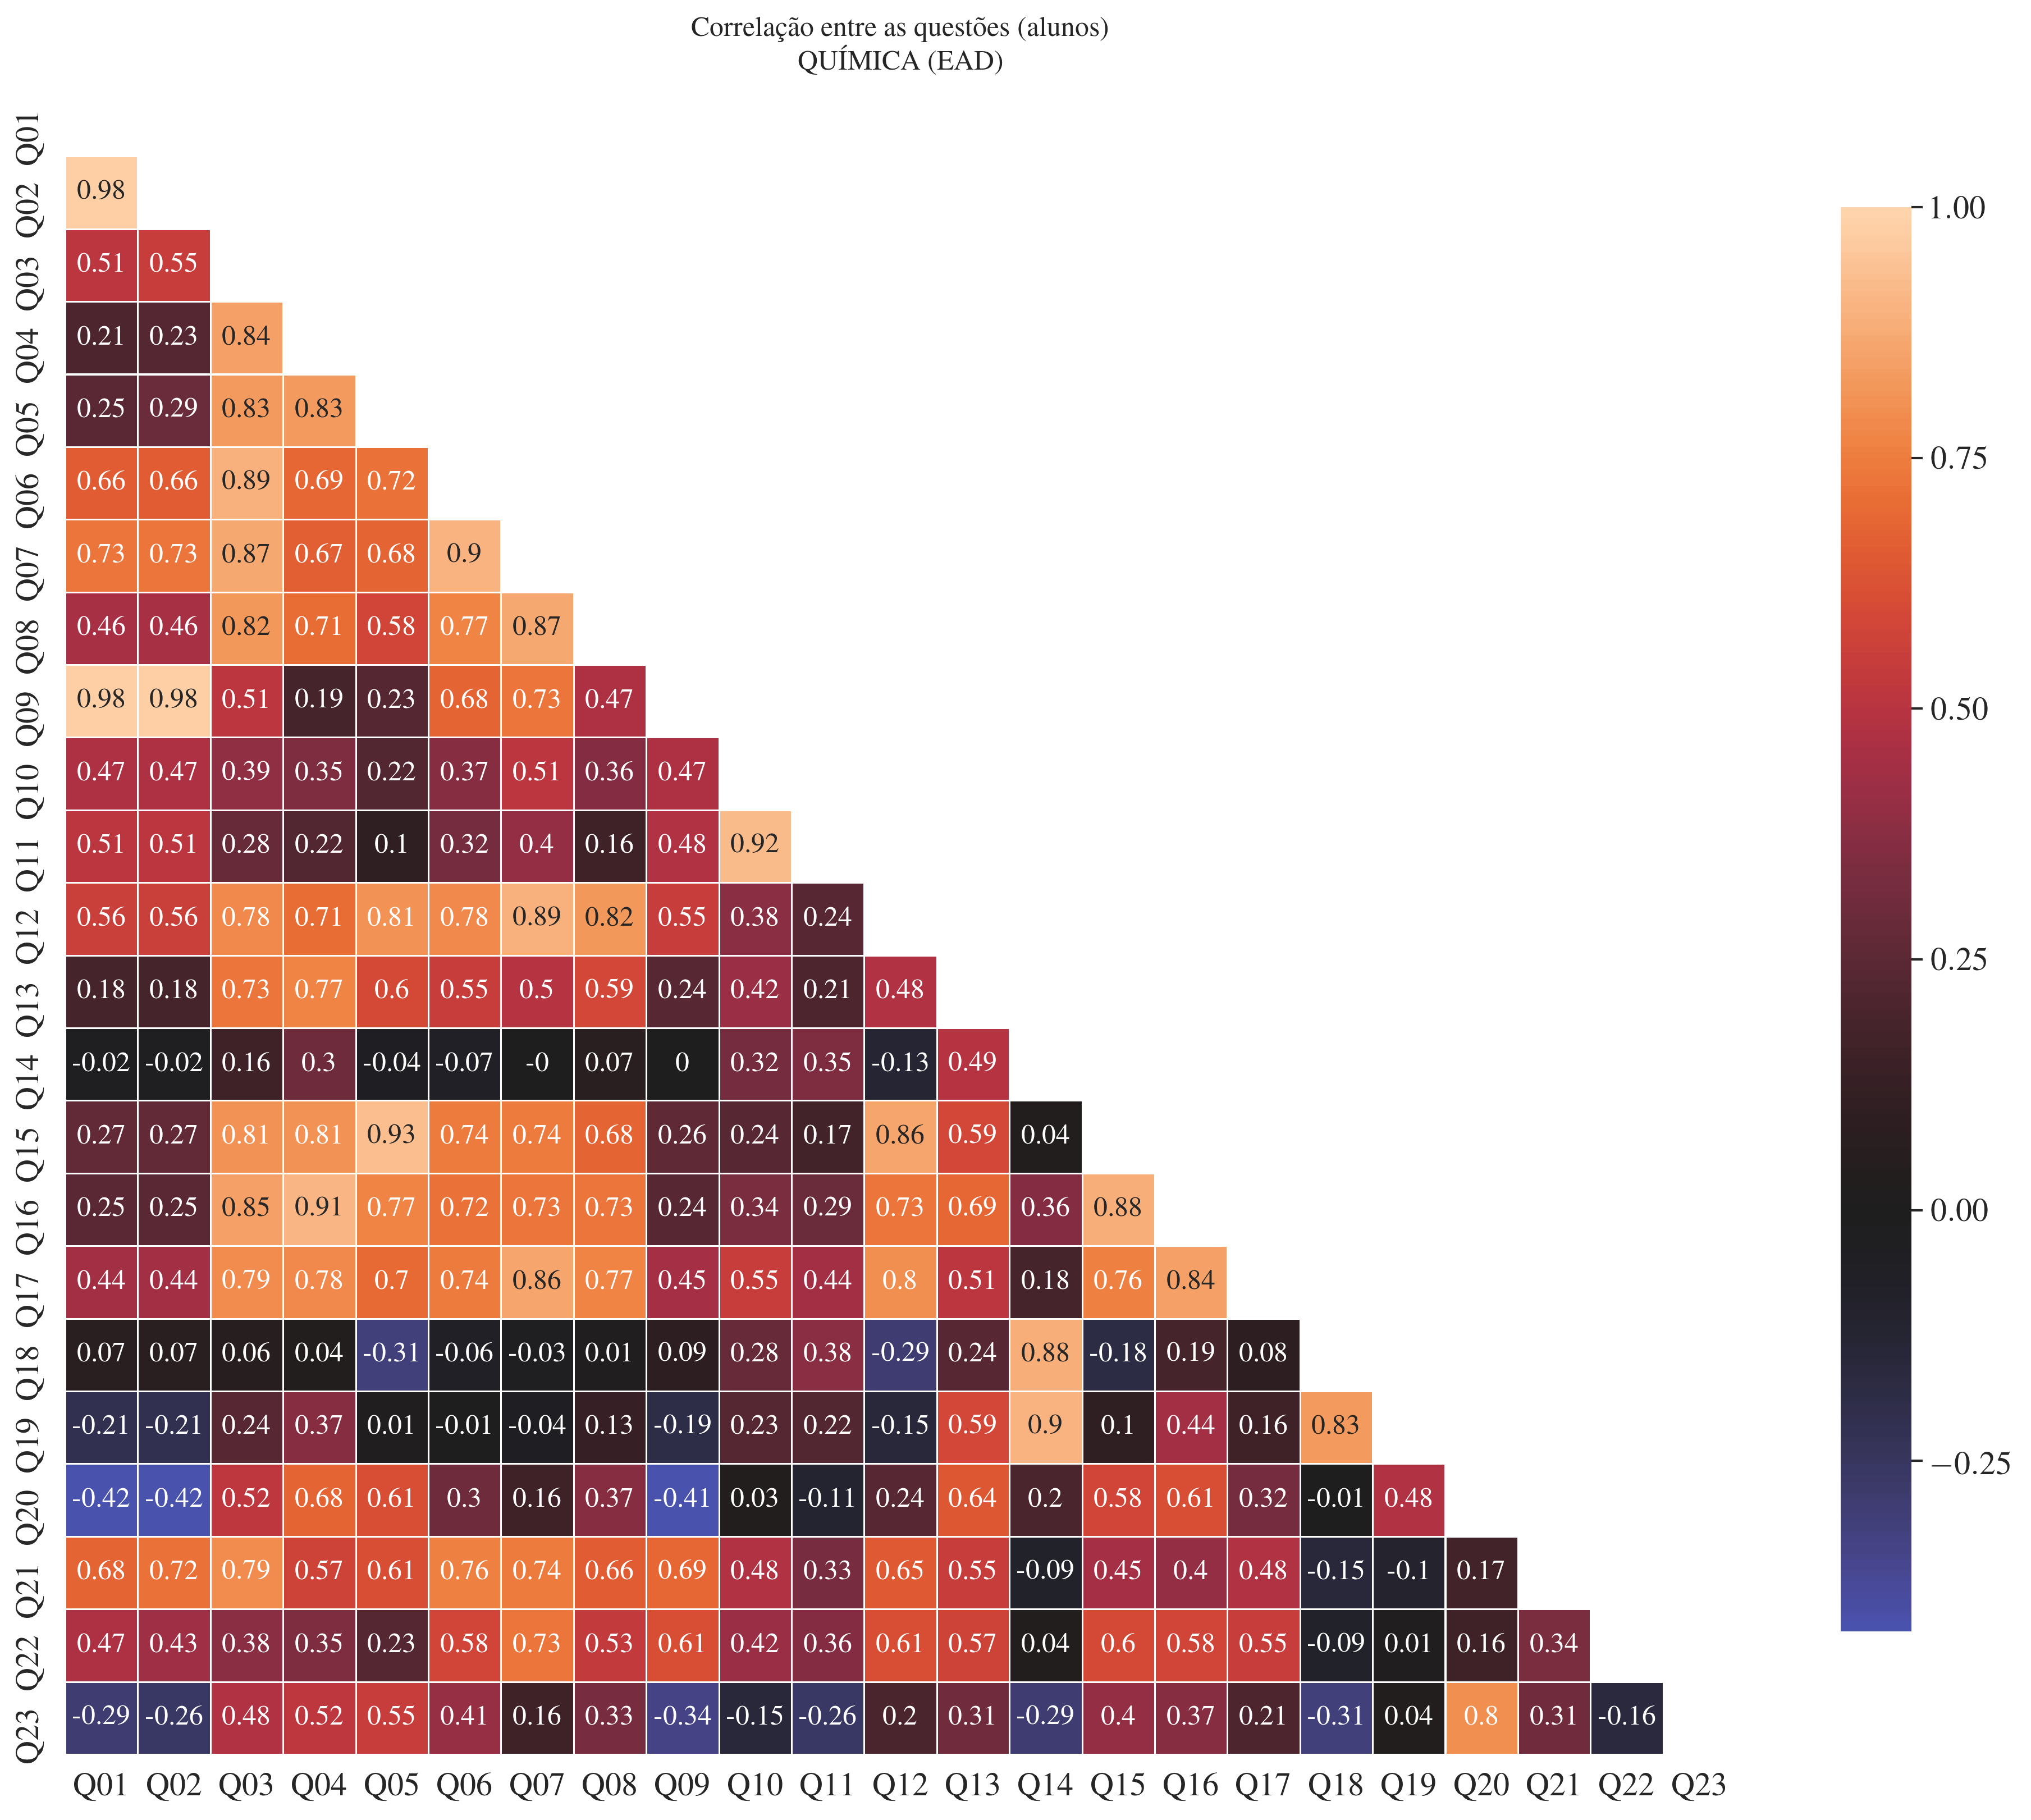 Correlação entre as questões (alunos)
QUÍMICA (EAD)
Q01
Q02 0.98
Q03 0.51 0.55
Q04 0.21 0.23 0.84
Q05 0.25 0.29 0.83 0.83
Q06 0.66 0.66 0.89 0.69 0.72
Q07 0.73 0.73 0.87 0.67 0.68 0.9
Q08 0.46 0.46 0.82 0.71 0.58 0.77 0.87
Q09 0.98 0.98 0.51 0.19 0.23 0.68 0.73 0.47
Q10 0.47 0.47 0.39 0.35 0.22 0.37 0.51 0.36 0.47
Q11 0.51 0.51 0.28 0.22 0.1 0.32 0.4 0.16 0.48 0.92
Q12 0.56 0.56 0.78 0.71 0.81 0.78 0.89 0.82 0.55 0.38 0.24
Q13 0.18 0.18 0.73 0.77 0.6 0.55 0.5 0.59 0.24 0.42 0.21 0.48
Q14 -0.02 -0.02 0.16 0.3 -0.04 -0.07 -0 0.07 0 0.32 0.35 -0.13 0.49
Q15 0.27 0.27 0.81 0.81 0.93 0.74 0.74 0.68 0.26 0.24 0.17 0.86 0.59 0.04
Q16 0.25 0.25 0.85 0.91 0.77 0.72 0.73 0.73 0.24 0.34 0.29 0.73 0.69 0.36 0.88
Q17 0.44 0.44 0.79 0.78 0.7 0.74 0.86 0.77 0.45 0.55 0.44 0.8 0.51 0.18 0.76 0.84
Q18 0.07 0.07 0.06 0.04 -0.31 -0.06 -0.03 0.01 0.09 0.28 0.38 -0.29 0.24 0.88 -0.18 0.19 0.08
Q19 -0.21 -0.21 0.24 0.37 0.01 -0.01 -0.04 0.13 -0.19 0.23 0.22 -0.15 0.59 0.9 0.1 0.44 0.16 0.83
Q20 -0.42 -0.42 0.52 0.68 0.61 0.3 0.16 0.37 -0.41 0.03 -0.11 0.24 0.64 0.2 0.58 0.61 0.32 -0.01 0.48
Q21 0.68 0.72 0.79 0.57 0.61 0.76 0.74 0.66 0.69 0.48 0.33 0.65 0.55 -0.09 0.45 0.4 0.48 -0.15 -0.1 0.17
Q22 0.47 0.43 0.38 0.35 0.23 0.58 0.73 0.53 0.61 0.42 0.36 0.61 0.57 0.04 0.6 0.58 0.55 -0.09 0.01 0.16 0.34
Q23 -0.29 -0.26 0.48 0.52 0.55 0.41 0.16 0.33 -0.34 -0.15 -0.26 0.2 0.31 -0.29 0.4 0.37 0.21 -0.31 0.04 0.8 0.31 -0.16
Q01 Q02 Q03 Q04 Q05 Q06 Q07 Q08 Q09 Q10 Q11 Q12 Q13 Q14 Q15 Q16 Q17 Q18 Q19 Q20 Q21 Q22 Q23
1.00
0.75
0.50
0.25
0.00
−0.25